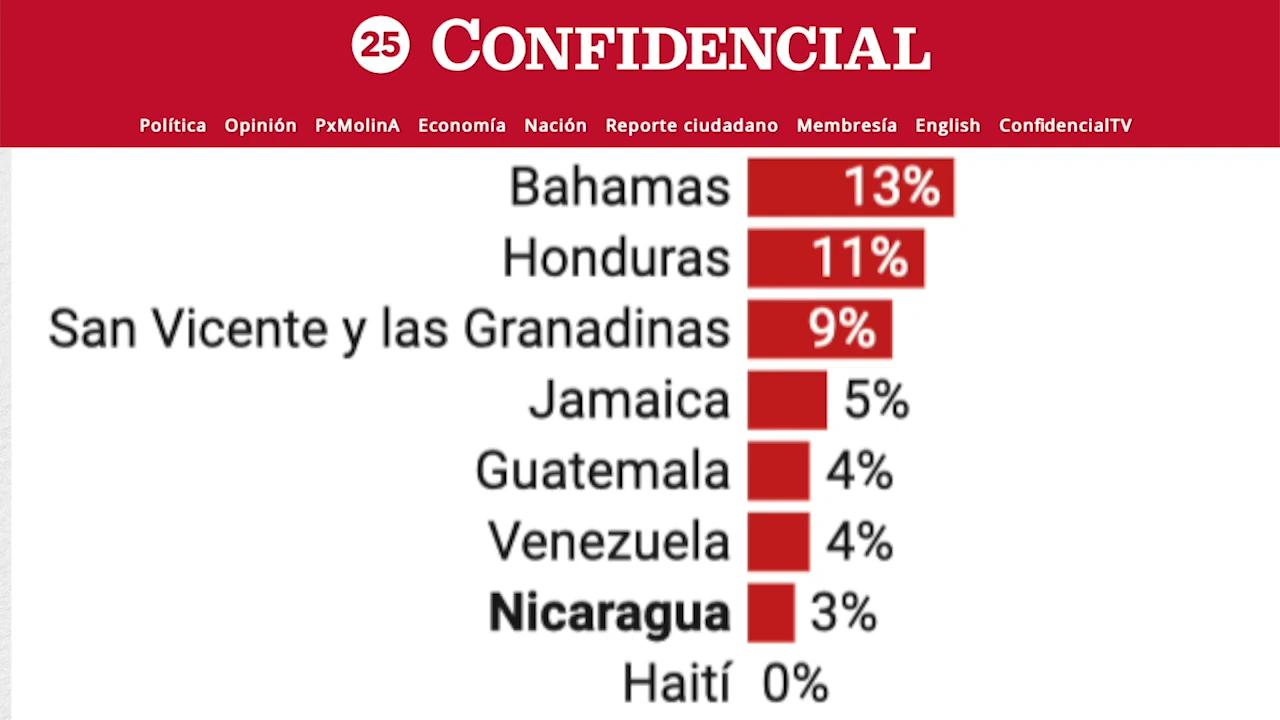 25 CONFIDENCIAL
Política Opinión PxMolinA Economía Nación Reporte ciudadano Membresía English ConfidencialTV
Bahamas 13%
Honduras 11%
San Vicente y las Granadinas 9%
Jamaica 5%
Guatemala 4%
Venezuela 4%
Nicaragua 3%
Haití 0%